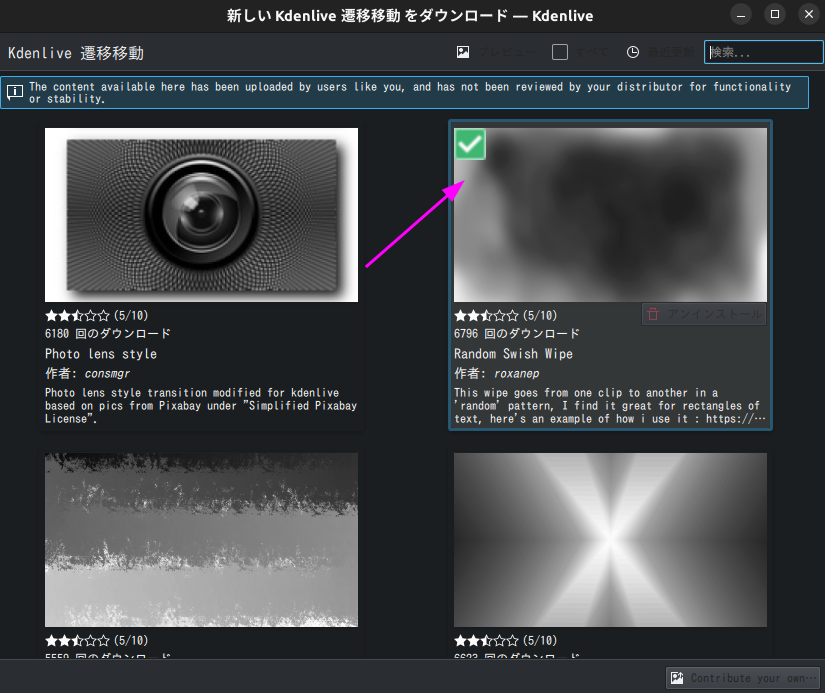 新しい Kdenlive 遷移移動 をダウンロード — Kdenlive
Kdenlive 遷移移動
プレビュー
すべて
最近更新
検索...
The content available here has been uploaded by users like you, and has not been reviewed by your distributor for functionality
or stability.
(5/10)
6180 回のダウンロード
Photo lens style
作者: consmgr
Photo lens style transition modified for kdenlive
based on pics from Pixabay under "Simplified Pixabay
License".
(5/10)
アンインストール
6796 回のダウンロード
Random Swish Wipe
作者: roxanep
This wipe goes from one clip to another in a
'random' pattern, I find it great for rectangles of
text, here's an example of how i use it : https://⋯
(5/10)
5559 回のダウンロード
(5/10)
6623 回のダウンロード
Contribute your own⋯